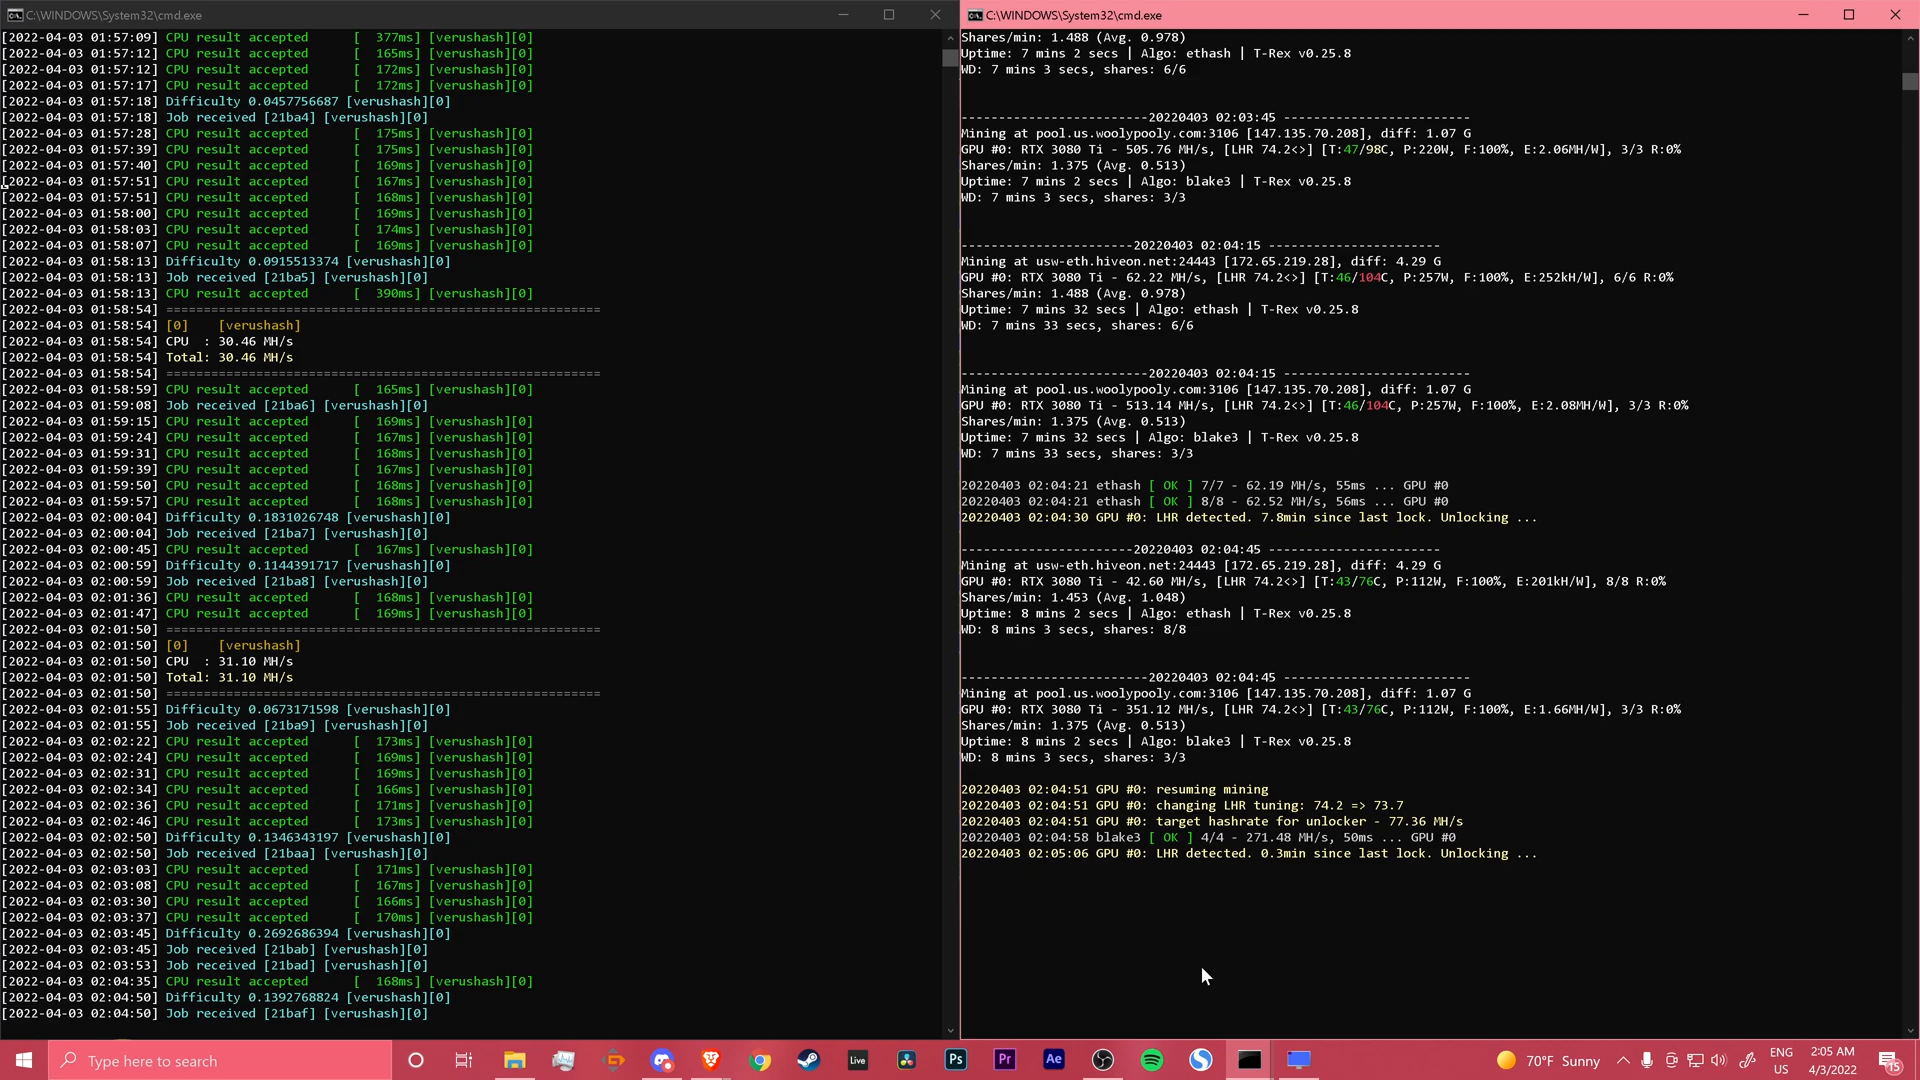 C:\WINDOWS\System32\cmd.exe
[2022-04-03 01:57:09] CPU result accepted [ 377ms] [verushash][0]
[2022-04-03 01:57:12] CPU result accepted [ 165ms] [verushash][0]
[2022-04-03 01:57:12] CPU result accepted [ 172ms] [verushash][0]
[2022-04-03 01:57:17] CPU result accepted [ 172ms] [verushash][0]
[2022-04-03 01:57:18] Difficulty 0.0457756687 [verushash][0]
[2022-04-03 01:57:18] Job received [21ba4] [verushash][0]
[2022-04-03 01:57:28] CPU result accepted [ 175ms] [verushash][0]
[2022-04-03 01:57:39] CPU result accepted [ 175ms] [verushash][0]
[2022-04-03 01:57:40] CPU result accepted [ 169ms] [verushash][0]
[2022-04-03 01:57:51] CPU result accepted [ 167ms] [verushash][0]
[2022-04-03 01:57:51] CPU result accepted [ 168ms] [verushash][0]
[2022-04-03 01:58:00] CPU result accepted [ 169ms] [verushash][0]
[2022-04-03 01:58:03] CPU result accepted [ 174ms] [verushash][0]
[2022-04-03 01:58:07] CPU result accepted [ 169ms] [verushash][0]
[2022-04-03 01:58:13] Difficulty 0.0915513374 [verushash][0]
[2022-04-03 01:58:13] Job received [21ba5] [verushash][0]
[2022-04-03 01:58:13] CPU result accepted [ 390ms] [verushash][0]
[2022-04-03 01:58:54] ==========================================================
[2022-04-03 01:58:54] [0] [verushash]
[2022-04-03 01:58:54] CPU : 30.46 MH/s
[2022-04-03 01:58:54] Total: 30.46 MH/s
[2022-04-03 01:58:54] ==========================================================
[2022-04-03 01:58:59] CPU result accepted [ 165ms] [verushash][0]
[2022-04-03 01:59:08] Job received [21ba6] [verushash][0]
[2022-04-03 01:59:15] CPU result accepted [ 169ms] [verushash][0]
[2022-04-03 01:59:24] CPU result accepted [ 167ms] [verushash][0]
[2022-04-03 01:59:31] CPU result accepted [ 168ms] [verushash][0]
[2022-04-03 01:59:39] CPU result accepted [ 167ms] [verushash][0]
[2022-04-03 01:59:50] CPU result accepted [ 168ms] [verushash][0]
[2022-04-03 01:59:57] CPU result accepted [ 168ms] [verushash][0]
[2022-04-03 02:00:04] Difficulty 0.1831026748 [verushash][0]
[2022-04-03 02:00:04] Job received [21ba7] [verushash][0]
[2022-04-03 02:00:45] CPU result accepted [ 167ms] [verushash][0]
[2022-04-03 02:00:59] Difficulty 0.1144391717 [verushash][0]
[2022-04-03 02:00:59] Job received [21ba8] [verushash][0]
[2022-04-03 02:01:36] CPU result accepted [ 168ms] [verushash][0]
[2022-04-03 02:01:47] CPU result accepted [ 169ms] [verushash][0]
[2022-04-03 02:01:50] ==========================================================
[2022-04-03 02:01:50] [0] [verushash]
[2022-04-03 02:01:50] CPU : 31.10 MH/s
[2022-04-03 02:01:50] Total: 31.10 MH/s
[2022-04-03 02:01:50] ==========================================================
[2022-04-03 02:01:55] Difficulty 0.0673171598 [verushash][0]
[2022-04-03 02:01:55] Job received [21ba9] [verushash][0]
[2022-04-03 02:02:22] CPU result accepted [ 173ms] [verushash][0]
[2022-04-03 02:02:24] CPU result accepted [ 169ms] [verushash][0]
[2022-04-03 02:02:31] CPU result accepted [ 169ms] [verushash][0]
[2022-04-03 02:02:34] CPU result accepted [ 166ms] [verushash][0]
[2022-04-03 02:02:36] CPU result accepted [ 171ms] [verushash][0]
[2022-04-03 02:02:46] CPU result accepted [ 173ms] [verushash][0]
[2022-04-03 02:02:50] Difficulty 0.1346343197 [verushash][0]
[2022-04-03 02:02:50] Job received [21baa] [verushash][0]
[2022-04-03 02:03:03] CPU result accepted [ 171ms] [verushash][0]
[2022-04-03 02:03:08] CPU result accepted [ 167ms] [verushash][0]
[2022-04-03 02:03:30] CPU result accepted [ 166ms] [verushash][0]
[2022-04-03 02:03:37] CPU result accepted [ 170ms] [verushash][0]
[2022-04-03 02:03:45] Difficulty 0.2692686394 [verushash][0]
[2022-04-03 02:03:45] Job received [21bab] [verushash][0]
[2022-04-03 02:03:53] Job received [21bad] [verushash][0]
[2022-04-03 02:04:35] CPU result accepted [ 168ms] [verushash][0]
[2022-04-03 02:04:50] Difficulty 0.1392768824 [verushash][0]
[2022-04-03 02:04:50] Job received [21baf] [verushash][0]
C:\WINDOWS\System32\cmd.exe
Shares/min: 1.488 (Avg. 0.978)
Uptime: 7 mins 2 secs | Algo: ethash | T-Rex v0.25.8
WD: 7 mins 3 secs, shares: 6/6
-------------------------20220403 02:03:45 -------------------------
Mining at pool.us.woolypooly.com:3106 [147.135.70.208], diff: 1.07 G
GPU #0: RTX 3080 Ti - 505.76 MH/s, [LHR 74.2<>] [T:47/98C, P:220W, F:100%, E:2.06MH/W], 3/3 R:0%
Shares/min: 1.375 (Avg. 0.513)
Uptime: 7 mins 2 secs | Algo: blake3 | T-Rex v0.25.8
WD: 7 mins 3 secs, shares: 3/3
-----------------------20220403 02:04:15 -----------------------
Mining at usw-eth.hiveon.net:24443 [172.65.219.28], diff: 4.29 G
GPU #0: RTX 3080 Ti - 62.22 MH/s, [LHR 74.2<>] [T:46/104C, P:257W, F:100%, E:252kH/W], 6/6 R:0%
Shares/min: 1.488 (Avg. 0.978)
Uptime: 7 mins 32 secs | Algo: ethash | T-Rex v0.25.8
WD: 7 mins 33 secs, shares: 6/6
-------------------------20220403 02:04:15 -------------------------
Mining at pool.us.woolypooly.com:3106 [147.135.70.208], diff: 1.07 G
GPU #0: RTX 3080 Ti - 513.14 MH/s, [LHR 74.2<>] [T:46/104C, P:257W, F:100%, E:2.08MH/W], 3/3 R:0%
Shares/min: 1.375 (Avg. 0.513)
Uptime: 7 mins 32 secs | Algo: blake3 | T-Rex v0.25.8
WD: 7 mins 33 secs, shares: 3/3
20220403 02:04:21 ethash [ OK ] 7/7 - 62.19 MH/s, 55ms ... GPU #0
20220403 02:04:21 ethash [ OK ] 8/8 - 62.52 MH/s, 56ms ... GPU #0
20220403 02:04:30 GPU #0: LHR detected. 7.8min since last lock. Unlocking ...
-----------------------20220403 02:04:45 -----------------------
Mining at usw-eth.hiveon.net:24443 [172.65.219.28], diff: 4.29 G
GPU #0: RTX 3080 Ti - 42.60 MH/s, [LHR 74.2<>] [T:43/76C, P:112W, F:100%, E:201kH/W], 8/8 R:0%
Shares/min: 1.453 (Avg. 1.048)
Uptime: 8 mins 2 secs | Algo: ethash | T-Rex v0.25.8
WD: 8 mins 3 secs, shares: 8/8
-------------------------20220403 02:04:45 -------------------------
Mining at pool.us.woolypooly.com:3106 [147.135.70.208], diff: 1.07 G
GPU #0: RTX 3080 Ti - 351.12 MH/s, [LHR 74.2<>] [T:43/76C, P:112W, F:100%, E:1.66MH/W], 3/3 R:0%
Shares/min: 1.375 (Avg. 0.513)
Uptime: 8 mins 2 secs | Algo: blake3 | T-Rex v0.25.8
WD: 8 mins 3 secs, shares: 3/3
20220403 02:04:51 GPU #0: resuming mining
20220403 02:04:51 GPU #0: changing LHR tuning: 74.2 => 73.7
20220403 02:04:51 GPU #0: target hashrate for unlocker - 77.36 MH/s
20220403 02:04:58 blake3 [ OK ] 4/4 - 271.48 MH/s, 50ms ... GPU #0
20220403 02:05:06 GPU #0: LHR detected. 0.3min since last lock. Unlocking ...
Type here to search
Live
Ps
Pr
Ae
70°F Sunny
ENG
US
2:05 AM
4/3/2022
15